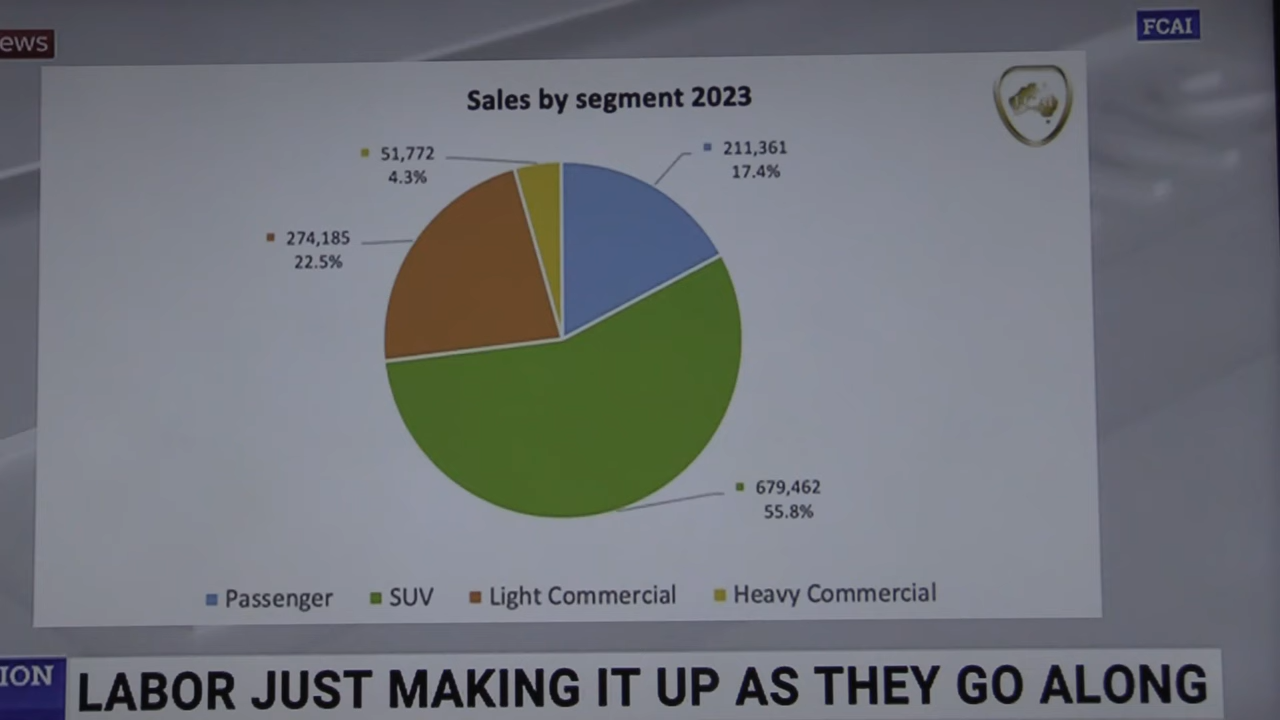 ews
FCAI
Sales by segment 2023
51,772
4.3%
211,361
17.4%
274,185
22.5%
679,462
55.8%
Passenger
SUV
Light Commercial
Heavy Commercial
ION
LABOR JUST MAKING IT UP AS THEY GO ALONG